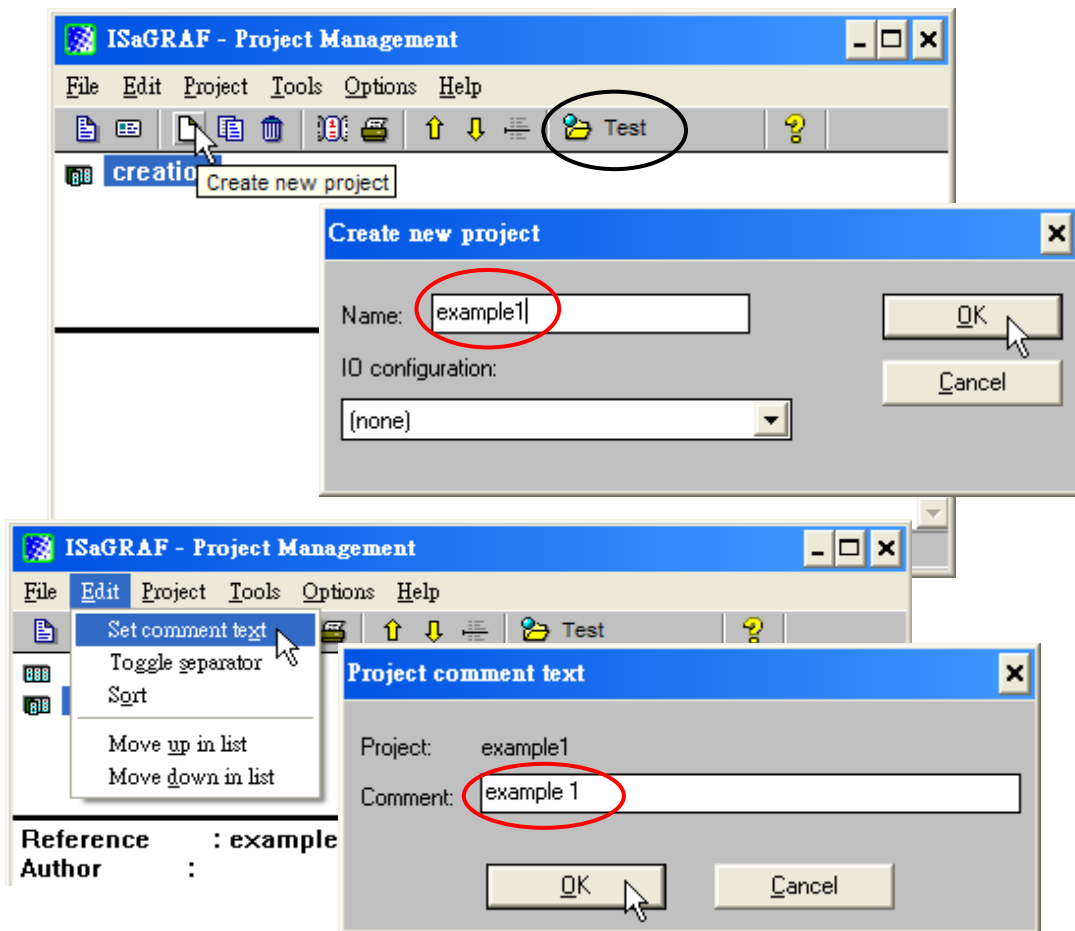 ISaGRAF - Project Management
File Edit Project Tools Options Help
Test
creation
Create new project
Create new project
Name: example1
OK
IO configuration:
Cancel
(none)
ISaGRAF - Project Management
File Edit Project Tools Options Help
Test
Set comment text
Toggle separator
Sort
Move up in list
Move down in list
Project comment text
Project: example1
Comment: example 1
OK Cancel
Reference : example
Author :